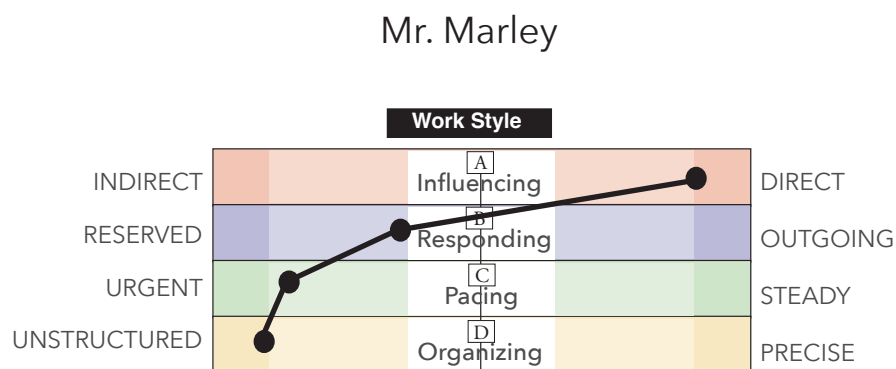 Mr. Marley
Work Style
A
INDIRECT Influencing DIRECT
B
RESERVED Responding OUTGOING
C
URGENT Pacing STEADY
D
UNSTRUCTURED Organizing PRECISE